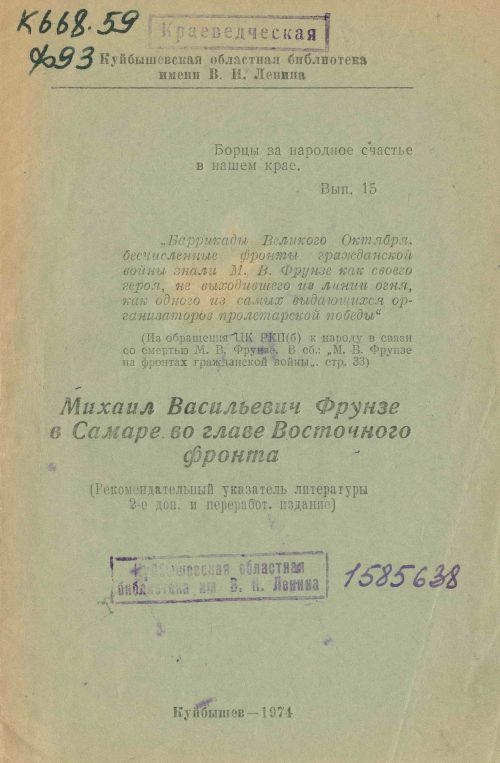 К668.59
Ф93
Краеведческая
Куйбышевская областная библиотека
имени В. И. Ленина
Борцы за народное счастье
в нашем крае.
Вып. 15
„Баррикады Великого Октября,
бесчисленные фронты гражданской
войны знали М. В. Фрунзе как своего
героя, не выходившего из линии огня,
как одного из самых выдающихся ор-
ганизаторов пролетарской победы“
(Из обращения ЦК РКП(б) к народу в связи
со смертью М. В. Фрунзе. В сб.: „М. В. Фрунзе
на фронтах гражданской войны„. стр. 33)
Михаил Васильевич Фрунзе
в Самаре во главе Восточного
фронта
(Рекомендательный указатель литературы
2-е доп. и переработ. издание)
Куйбышевская областная
библиотека им В. И. Ленина
1585638
Куйбышев—1974